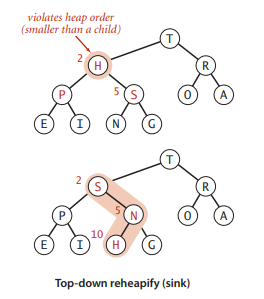 violates heap order
(smaller than a child)
T
2 H R
P 5 S O A
E I N G
T
2 S R
P 5 N O A
E I 10 H G
Top-down reheapify (sink)